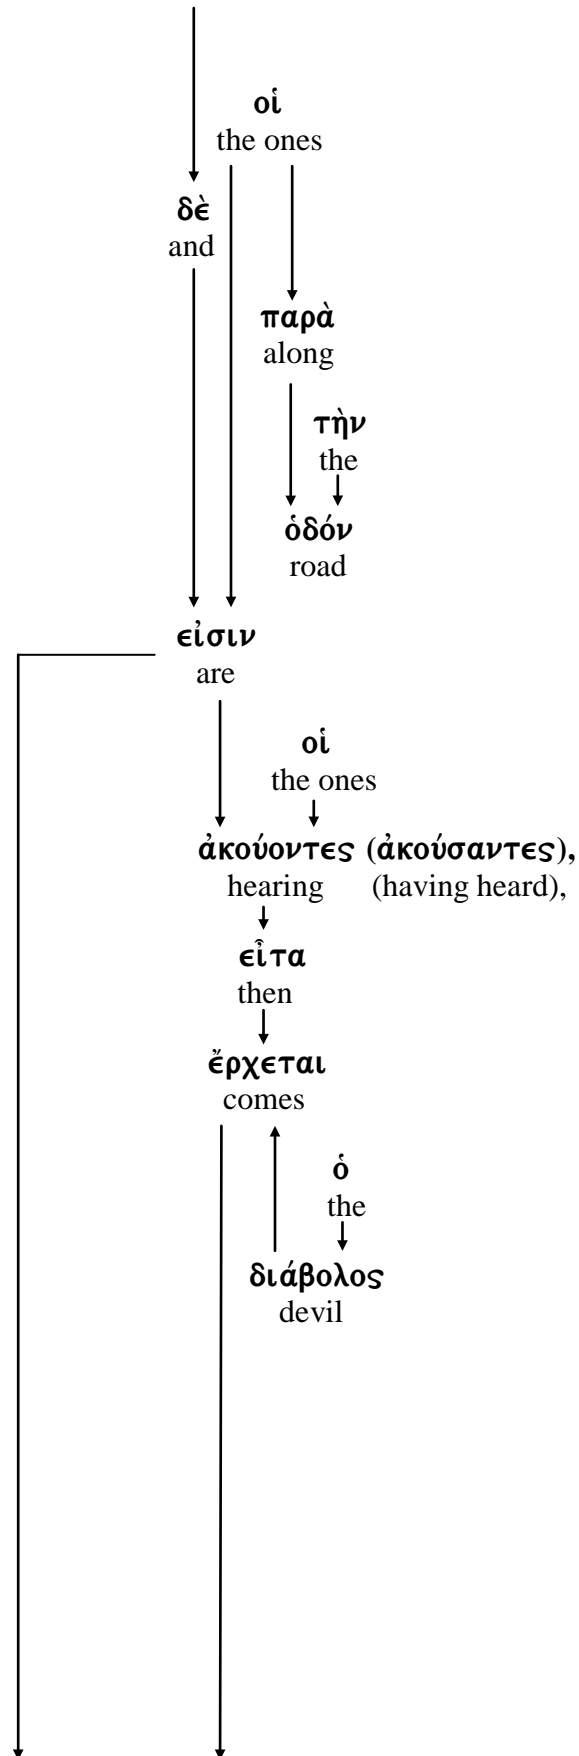 οἱ
the ones
δὲ
and
παρὰ
along
τὴν
the
ὁδόν
road
εἰσιν
are
οἱ
the ones
ἀκούοντες (ἀκούσαντες),
hearing (having heard),
εἶτα
then
ἔρχεται
comes
ὁ
the
διάβολος
devil